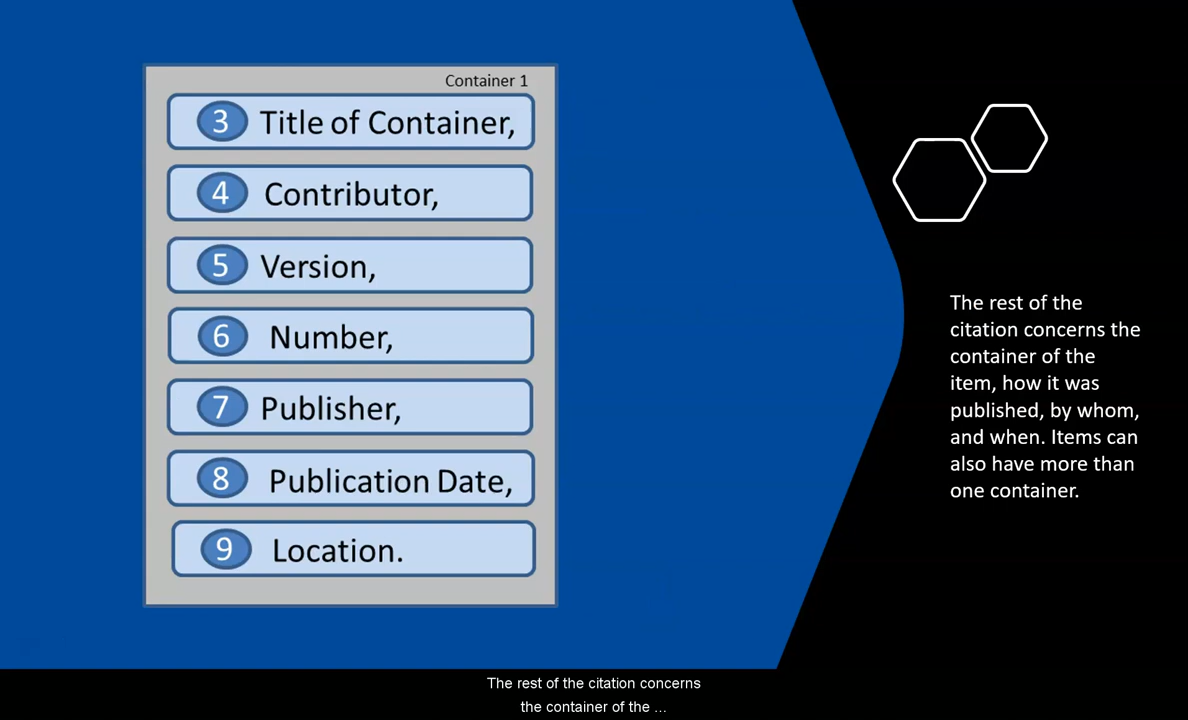 Container 1
3 Title of Container,
4 Contributor,
5 Version,
6 Number,
7 Publisher,
8 Publication Date,
9 Location.
The rest of the
citation concerns the
container of the
item, how it was
published, by whom,
and when. Items can
also have more than
one container.
The rest of the citation concerns
the container of the ...